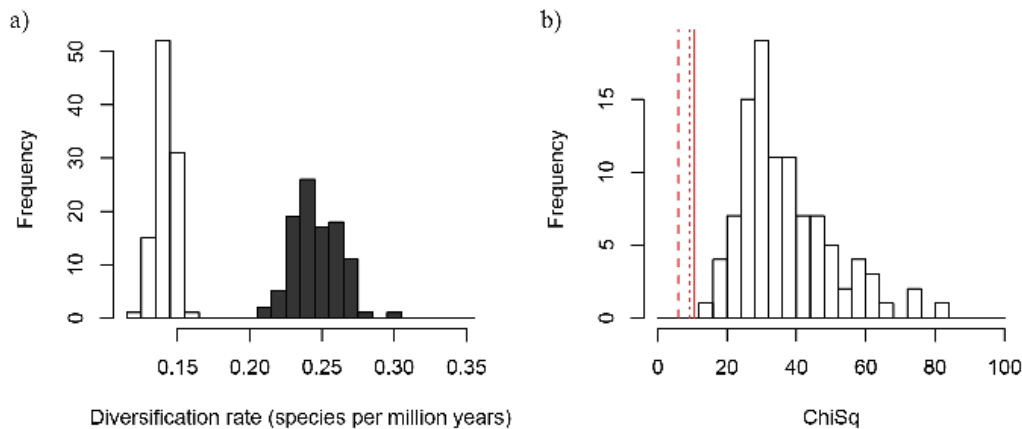 a)
50
40
30
20
10
0
Frequency
0.15 0.20 0.25 0.30 0.35
Diversification rate (species per million years)
b)
15
10
5
0
Frequency
0 20 40 60 80 100
ChiSq